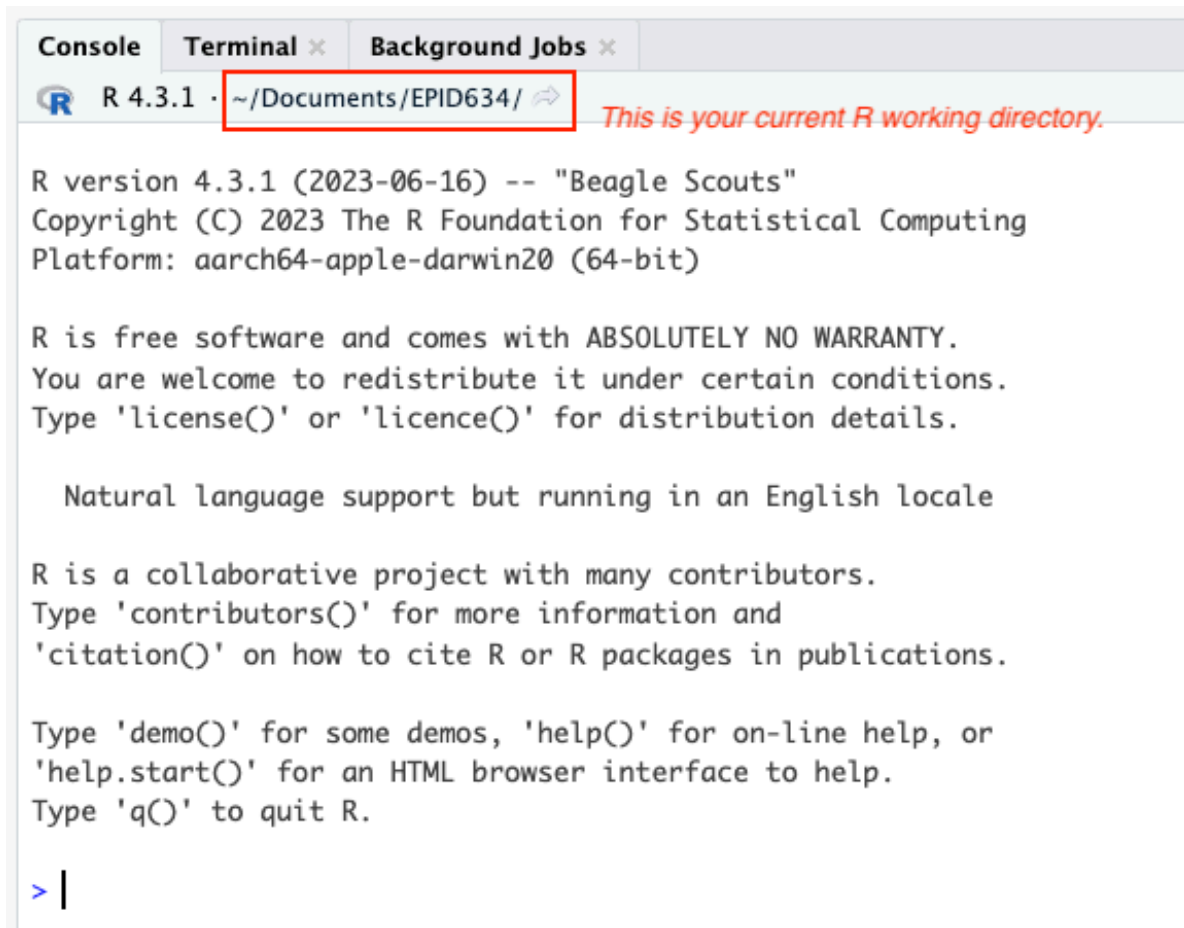 Console Terminal × Background Jobs ×
R R 4.3.1 · ~/Documents/EPID634/
This is your current R working directory.
R version 4.3.1 (2023-06-16) -- "Beagle Scouts"
Copyright (C) 2023 The R Foundation for Statistical Computing
Platform: aarch64-apple-darwin20 (64-bit)
R is free software and comes with ABSOLUTELY NO WARRANTY.
You are welcome to redistribute it under certain conditions.
Type 'license()' or 'licence()' for distribution details.
Natural language support but running in an English locale
R is a collaborative project with many contributors.
Type 'contributors()' for more information and
'citation()' on how to cite R or R packages in publications.
Type 'demo()' for some demos, 'help()' for on-line help, or
'help.start()' for an HTML browser interface to help.
Type 'q()' to quit R.
>